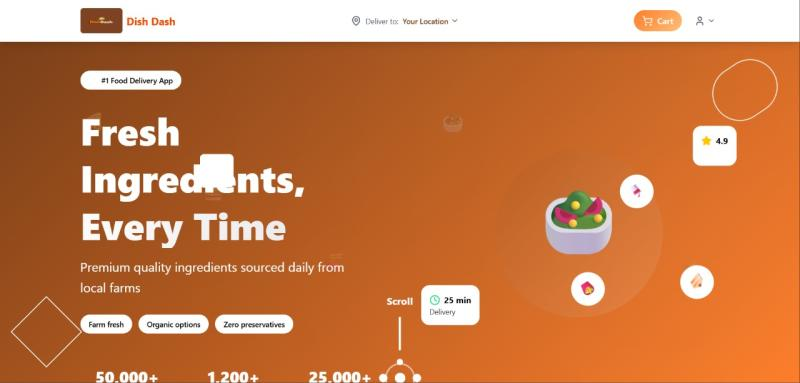 Dish Dash
Deliver to: Your Location
Cart
#1 Food Delivery App
Fresh
Ingredients,
Every Time
4.9
Premium quality ingredients sourced daily from
local farms
Scroll
25 min
Delivery
Farm fresh
Organic options
Zero preservatives
50,000+
1,200+
25,000+